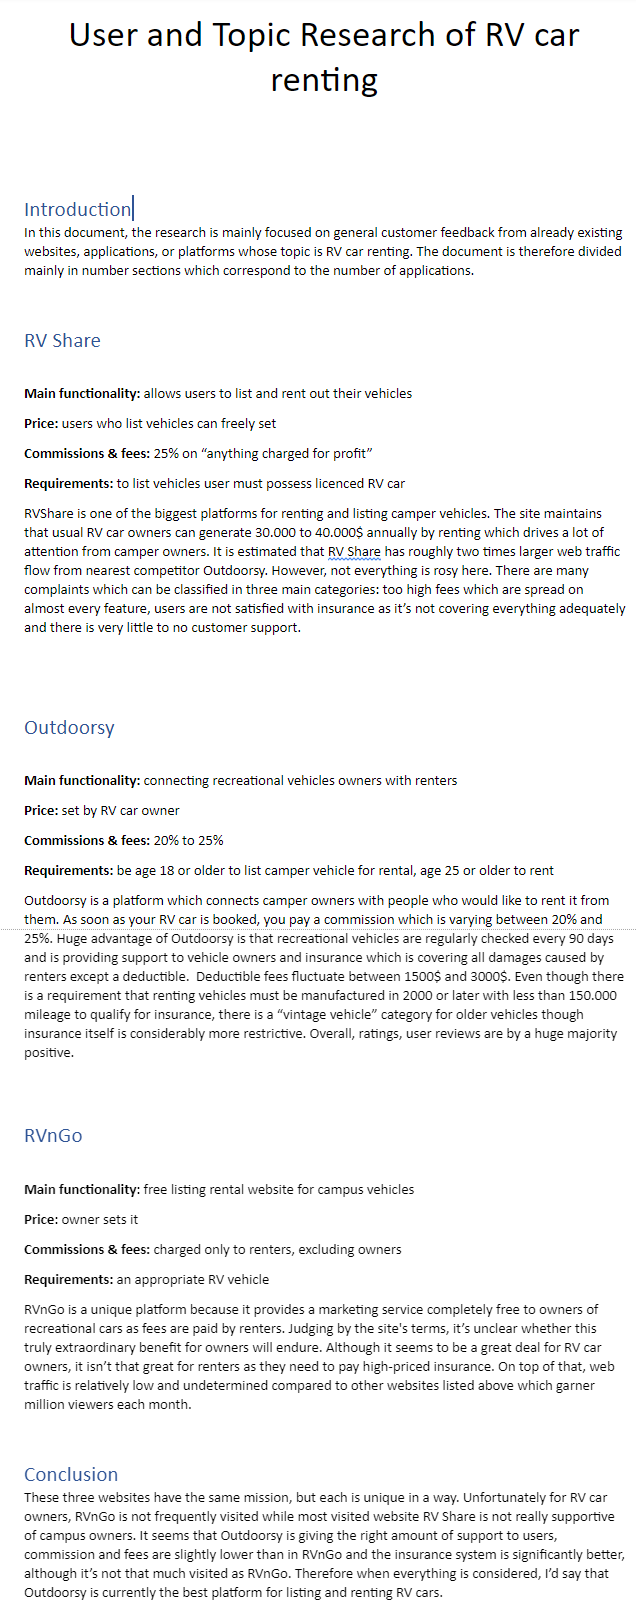 User and Topic Research of RV car
renting
Introduction
In this document, the research is mainly focused on general customer feedback from already existing
websites, applications, or platforms whose topic is RV car renting. The document is therefore divided
mainly in number sections which correspond to the number of applications.
RV Share
Main functionality: allows users to list and rent out their vehicles
Price: users who list vehicles can freely set
Commissions & fees: 25% on “anything charged for profit”
Requirements: to list vehicles user must possess licenced RV car
RVShare is one of the biggest platforms for renting and listing camper vehicles. The site maintains
that usual RV car owners can generate 30.000 to 40.000$ annually by renting which drives a lot of
attention from camper owners. It is estimated that RV Share has roughly two times larger web traffic
flow from nearest competitor Outdoorsy. However, not everything is rosy here. There are many
complaints which can be classified in three main categories: too high fees which are spread on
almost every feature, users are not satisfied with insurance as it’s not covering everything adequately
and there is very little to no customer support.
Outdoorsy
Main functionality: connecting recreational vehicles owners with renters
Price: set by RV car owner
Commissions & fees: 20% to 25%
Requirements: be age 18 or older to list camper vehicle for rental, age 25 or older to rent
Outdoorsy is a platform which connects camper owners with people who would like to rent it from
them. As soon as your RV car is booked, you pay a commission which is varying between 20% and
25%. Huge advantage of Outdoorsy is that recreational vehicles are regularly checked every 90 days
and is providing support to vehicle owners and insurance which is covering all damages caused by
renters except a deductible.  Deductible fees fluctuate between 1500$ and 3000$. Even though there
is a requirement that renting vehicles must be manufactured in 2000 or later with less than 150.000
mileage to qualify for insurance, there is a “vintage vehicle” category for older vehicles though
insurance itself is considerably more restrictive. Overall, ratings, user reviews are by a huge majority
positive.
RVnGo
Main functionality: free listing rental website for campus vehicles
Price: owner sets it
Commissions & fees: charged only to renters, excluding owners
Requirements: an appropriate RV vehicle
RVnGo is a unique platform because it provides a marketing service completely free to owners of
recreational cars as fees are paid by renters. Judging by the site's terms, it’s unclear whether this
truly extraordinary benefit for owners will endure. Although it seems to be a great deal for RV car
owners, it isn’t that great for renters as they need to pay high-priced insurance. On top of that, web
traffic is relatively low and undetermined compared to other websites listed above which garner
million viewers each month.
Conclusion
These three websites have the same mission, but each is unique in a way. Unfortunately for RV car
owners, RVnGo is not frequently visited while most visited website RV Share is not really supportive
of campus owners. It seems that Outdoorsy is giving the right amount of support to users,
commission and fees are slightly lower than in RVnGo and the insurance system is significantly better,
although it’s not that much visited as RVnGo. Therefore when everything is considered, I’d say that
Outdoorsy is currently the best platform for listing and renting RV cars.